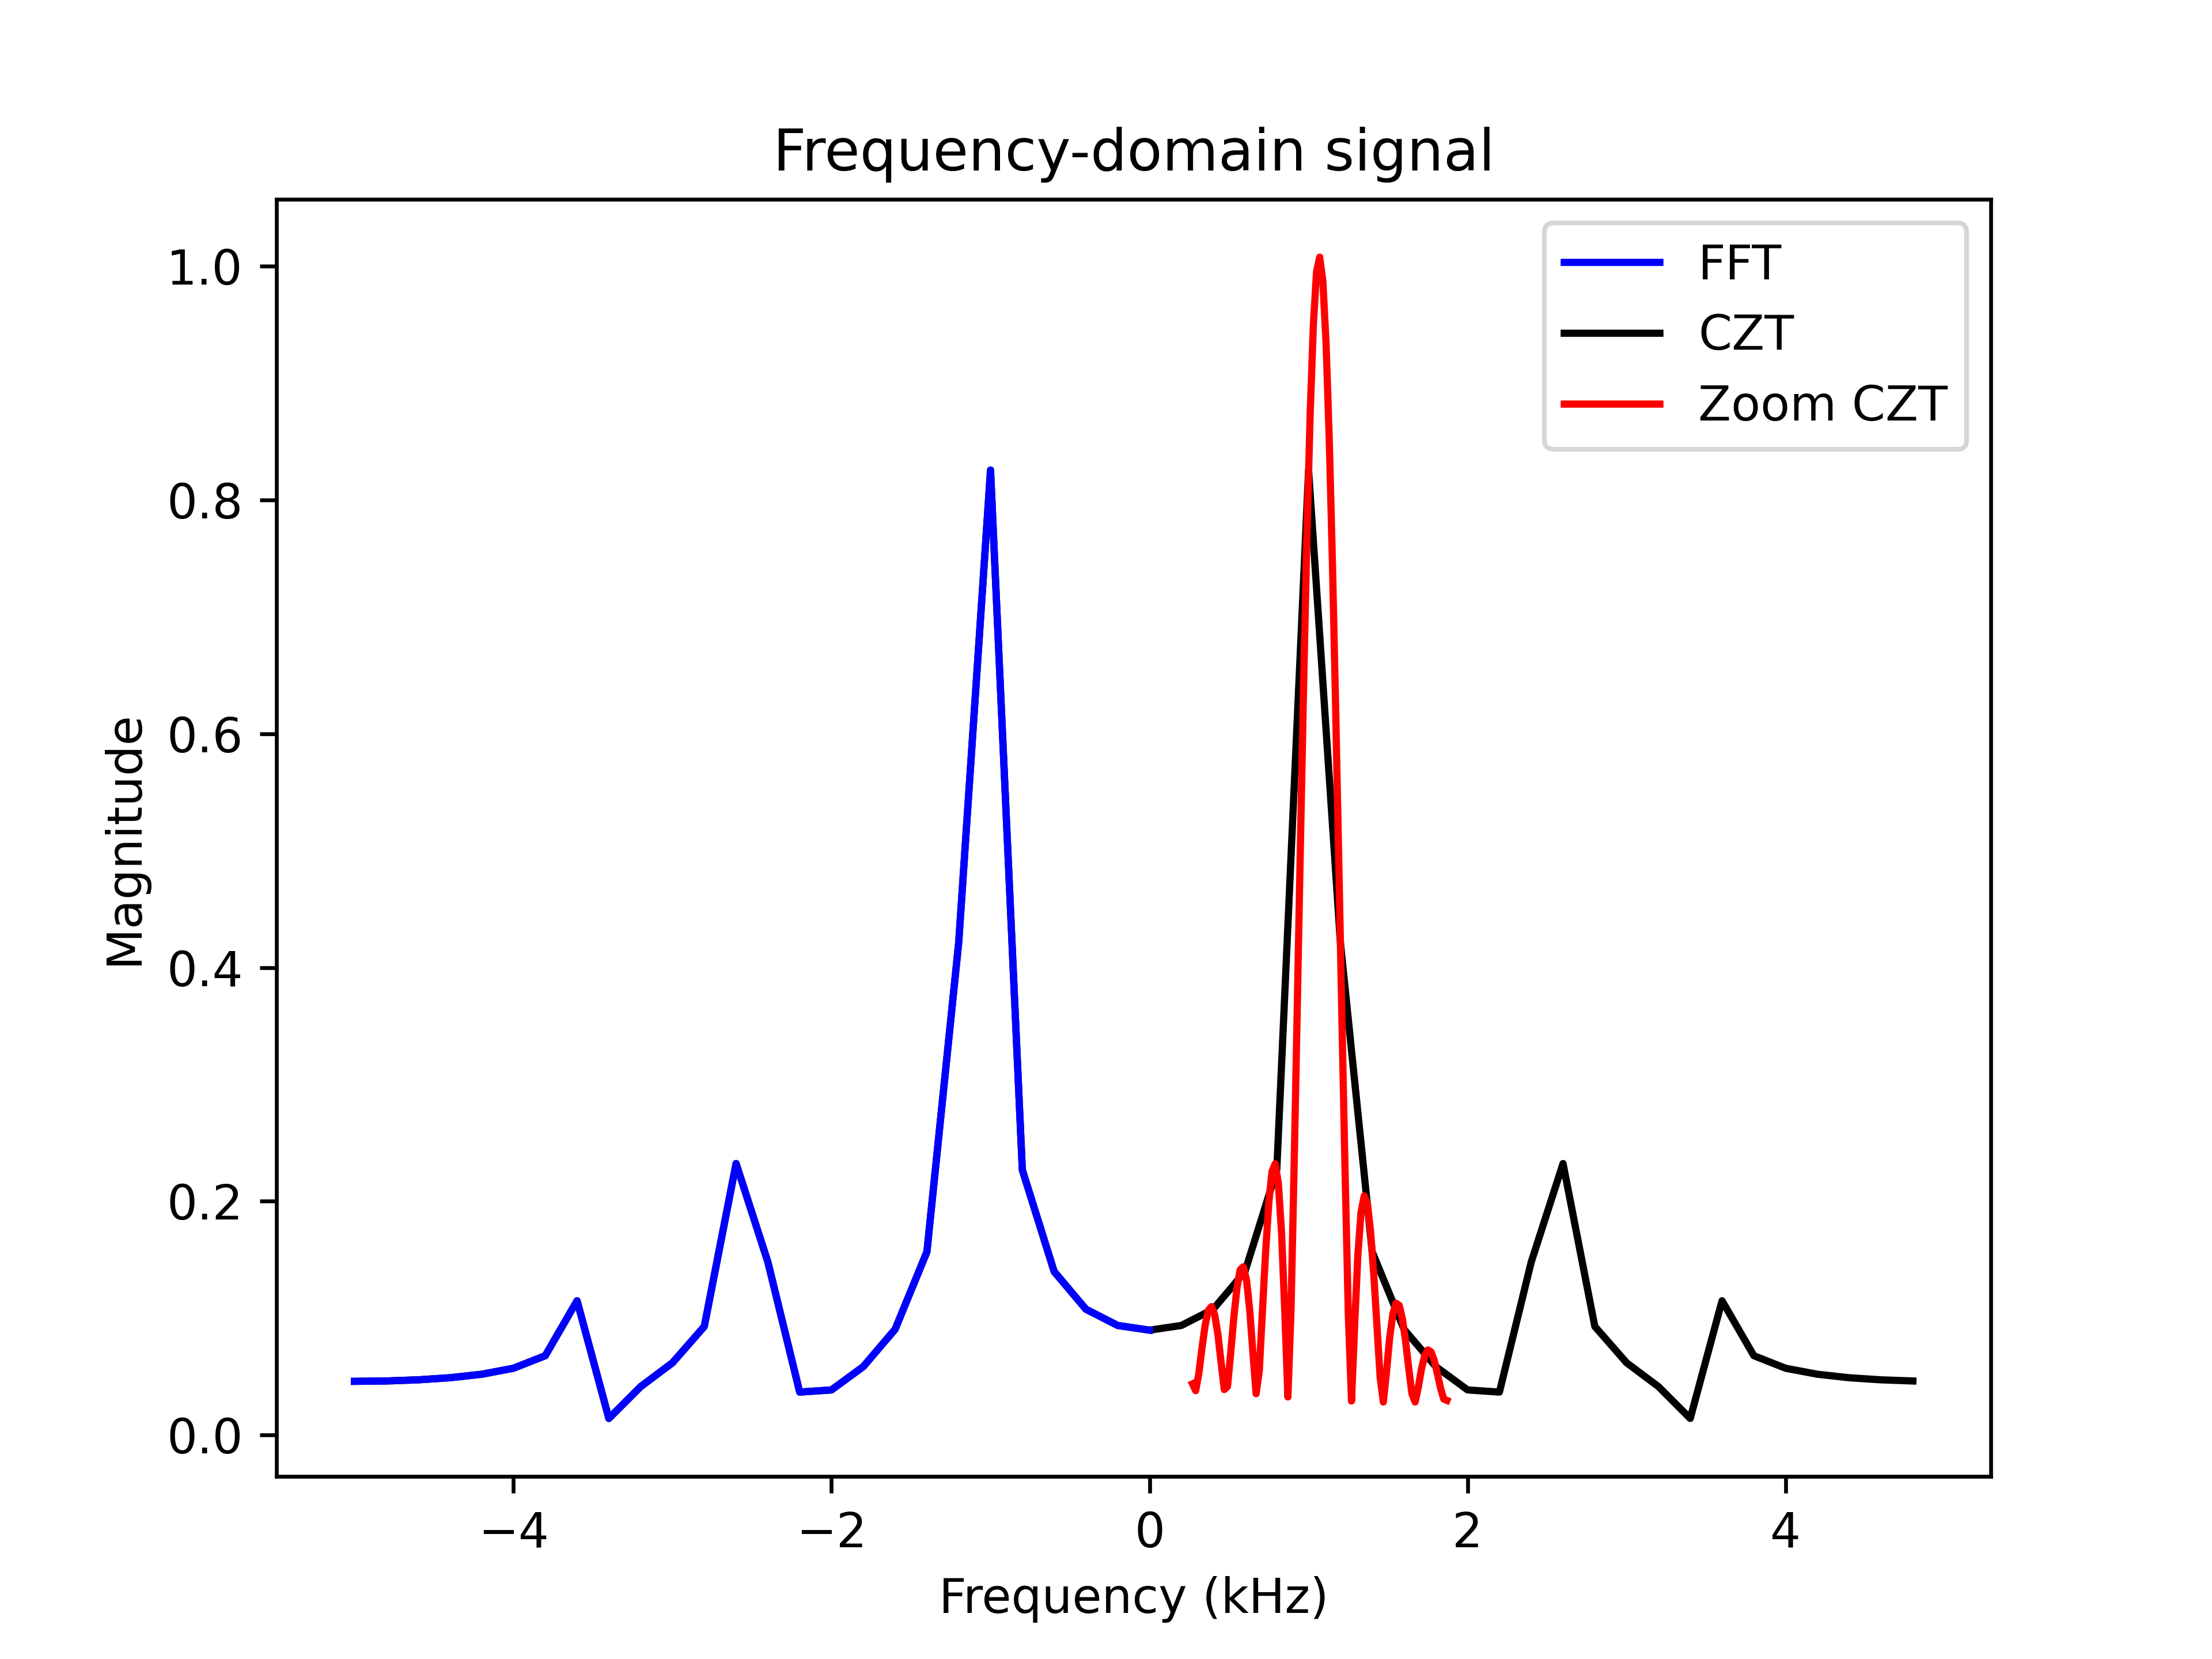 Frequency-domain signal
FFT
CZT
Zoom CZT
1.0
0.8
0.6
0.4
0.2
0.0
Magnitude
−4
−2
0
2
4
Frequency (kHz)